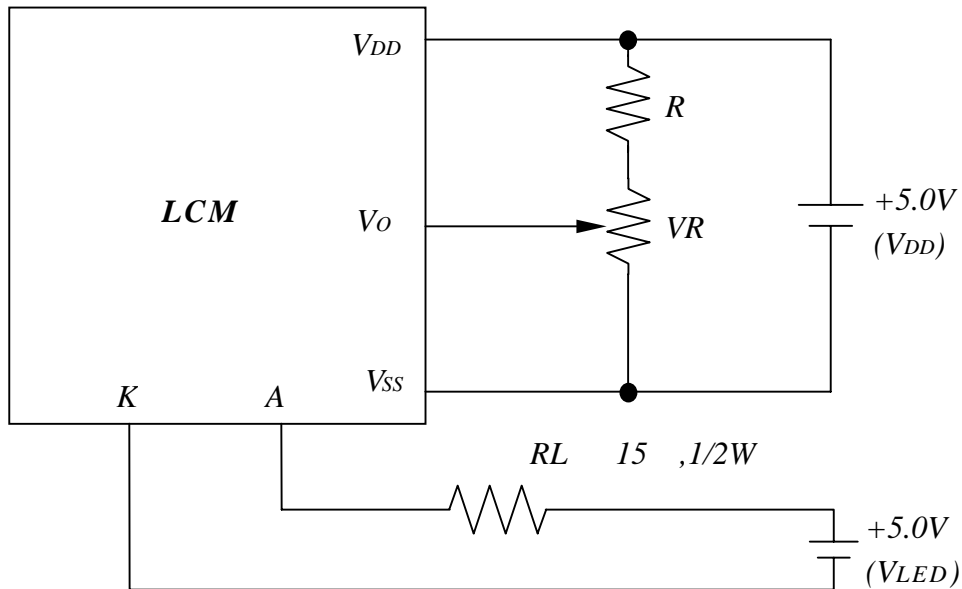 VDD
R
LCM
VO
VR
+5.0V
(VDD)
VSS
K
A
RL 15 ,1/2W
+5.0V
(VLED)